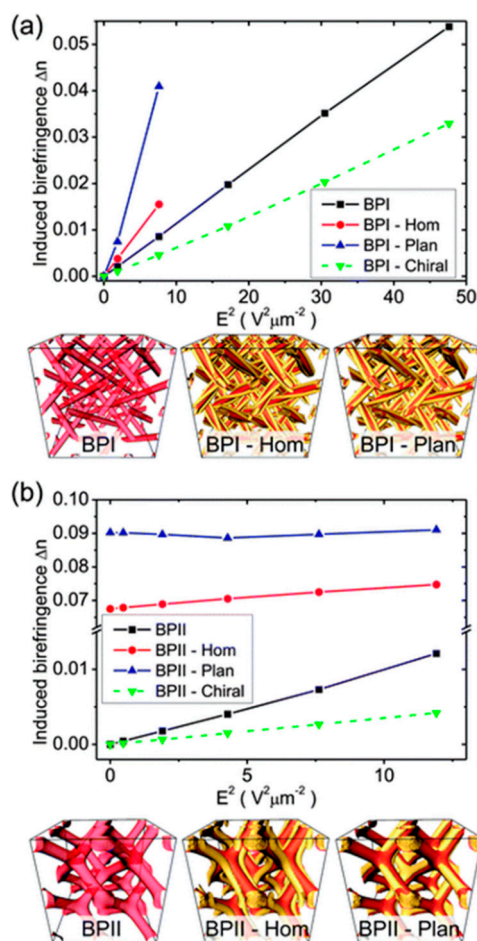 (a)
0.05
0.04
0.03
0.02
0.01
0.00
Induced birefringence Δn
BPI
BPI - Hom
BPI - Plan
BPI - Chiral
0 10 20 30 40 50
E² ( V²μm⁻² )
BPI BPI - Hom BPI - Plan
(b)
0.10
0.09
0.08
0.07
0.01
0.00
Induced birefringence Δn
BPII
BPII - Hom
BPII - Plan
BPII - Chiral
0 5 10
E² ( V²μm⁻² )
BPII BPII - Hom BPII - Plan